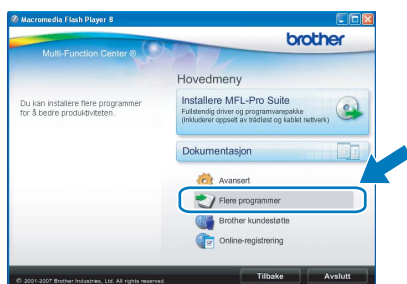 Macromedia Flash Player 8
brother
Multi-Function Center ®
Hovedmeny
Du kan installere flere programmer
for å bedre produktiviteten.
Installere MFL-Pro Suite
Fullstendig driver og programvarepakke
(Inkluderer oppsett av trådløst og kablet nettverk)
Dokumentasjon
Avansert
Flere programmer
Brother kundestøtte
Online-registrering
© 2001-2007 Brother Industries, Ltd. All rights reserved.
Tilbake
Avslutt